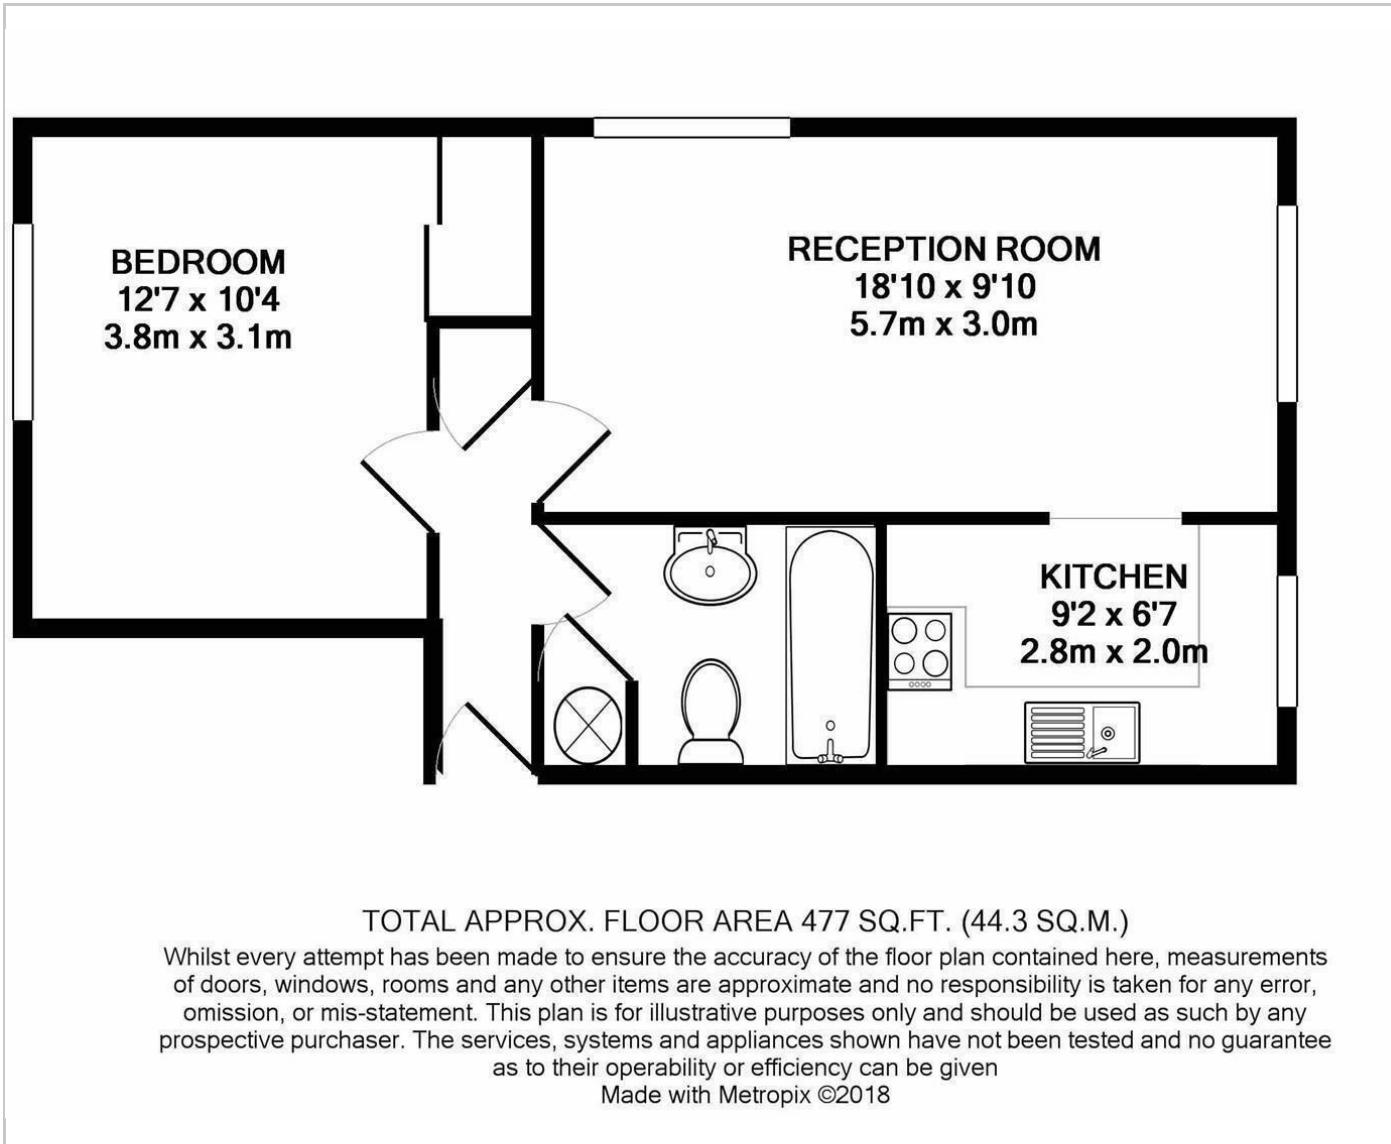 BEDROOM
12'7 x 10'4
3.8m x 3.1m
RECEPTION ROOM
18'10 x 9'10
5.7m x 3.0m
KITCHEN
9'2 x 6'7
2.8m x 2.0m
TOTAL APPROX. FLOOR AREA 477 SQ.FT. (44.3 SQ.M.)
Whilst every attempt has been made to ensure the accuracy of the floor plan contained here, measurements
of doors, windows, rooms and any other items are approximate and no responsibility is taken for any error,
omission, or mis-statement. This plan is for illustrative purposes only and should be used as such by any
prospective purchaser. The services, systems and appliances shown have not been tested and no guarantee
as to their operability or efficiency can be given
Made with Metropix ©2018